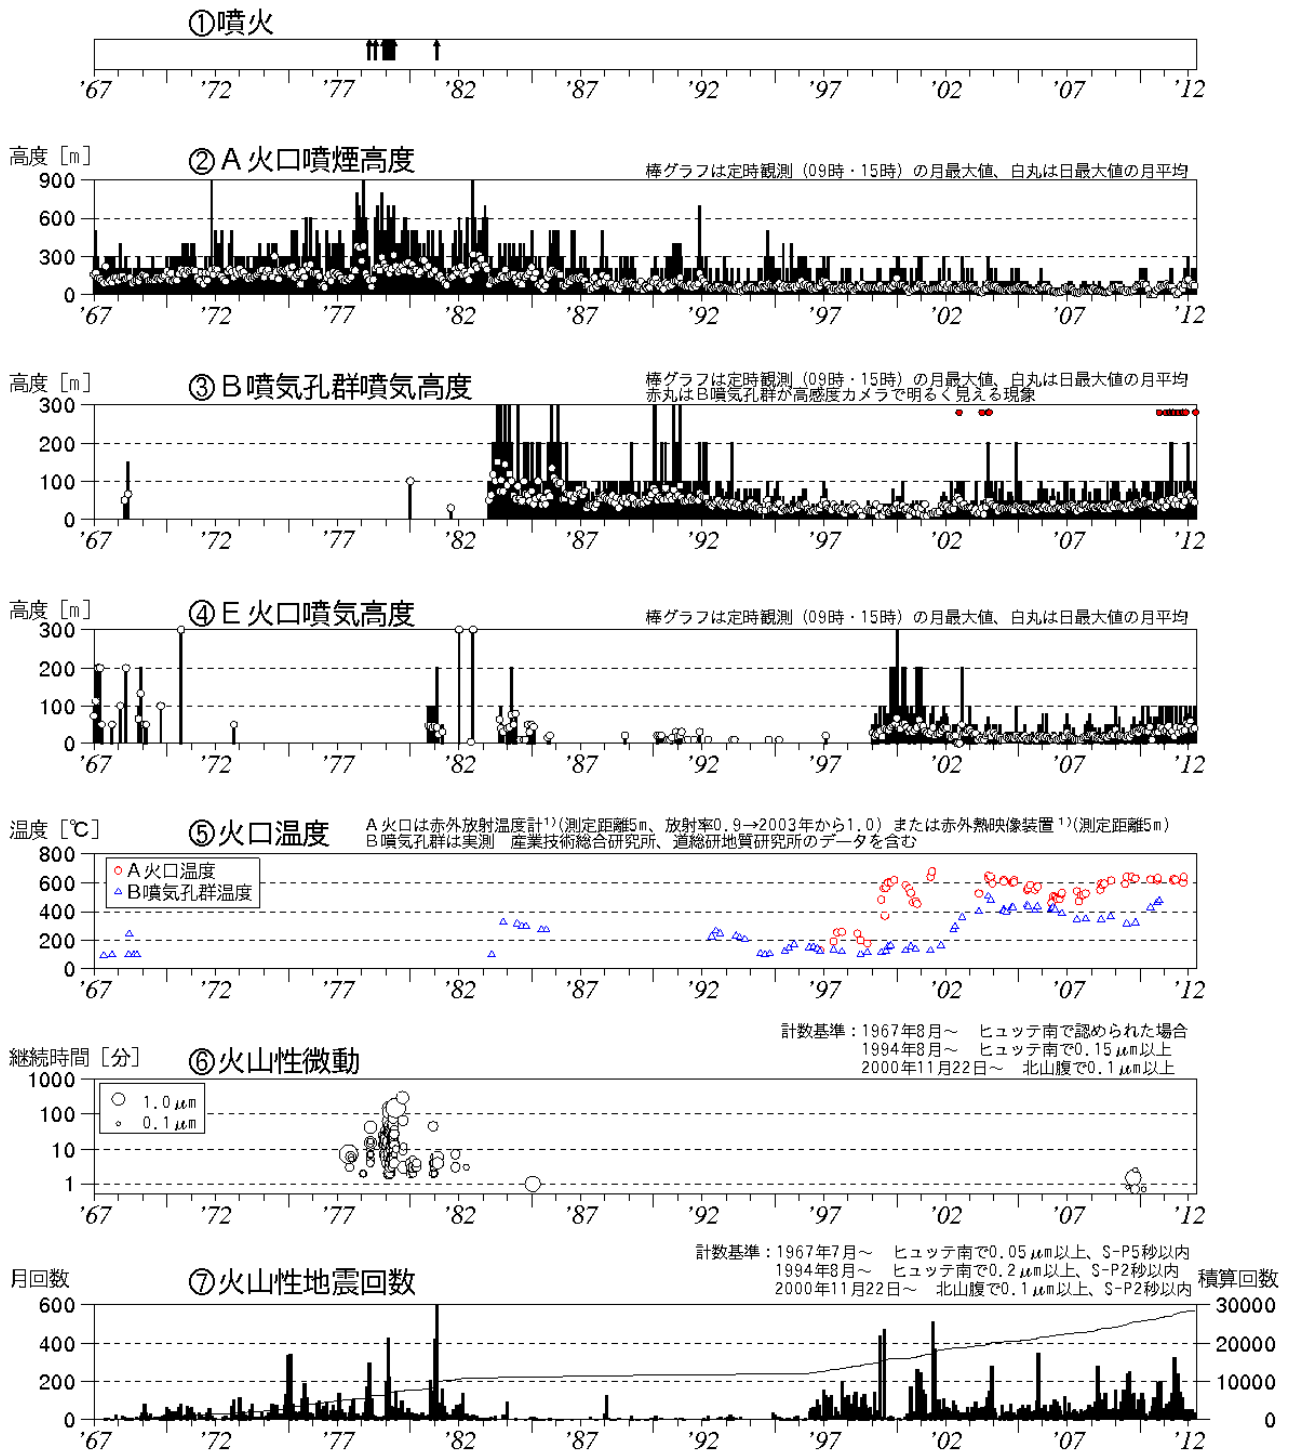 ①噴火
'67 '72 '77 '82 '87 '92 '97 '02 '07 '12
高度［m］ ②Ａ火口噴煙高度
棒グラフは定時観測（09時・15時）の月最大値、白丸は日最大値の月平均
900
600
300
0
'67 '72 '77 '82 '87 '92 '97 '02 '07 '12
高度［m］ ③Ｂ噴気孔群噴気高度
棒グラフは定時観測（09時・15時）の月最大値、白丸は日最大値の月平均
赤丸はＢ噴気孔群が高感度カメラで明るく見える現象
300
200
100
0
'67 '72 '77 '82 '87 '92 '97 '02 '07 '12
高度［m］ ④Ｅ火口噴気高度
棒グラフは定時観測（09時・15時）の月最大値、白丸は日最大値の月平均
300
200
100
0
'67 '72 '77 '82 '87 '92 '97 '02 '07 '12
温度［℃］ ⑤火口温度
Ａ火口は赤外放射温度計¹⁾(測定距離5m、放射率0.9→2003年から1.0) または赤外熱映像装置¹⁾(測定距離5m)
Ｂ噴気孔群は実測 産業技術総合研究所、道総研地質研究所のデータを含む
800
600
400
200
0
Ａ火口温度
Ｂ噴気孔群温度
'67 '72 '77 '82 '87 '92 '97 '02 '07 '12
計数基準：1967年8月～ ヒュッテ南で認められた場合
1994年8月～ ヒュッテ南で0.15μm以上
2000年11月22日～ 北山腹で0.1μm以上
継続時間［分］ ⑥火山性微動
1000
100
10
1
1.0μm
0.1μm
'67 '72 '77 '82 '87 '92 '97 '02 '07 '12
計数基準：1967年7月～ ヒュッテ南で0.05μm以上、S-P5秒以内
1994年8月～ ヒュッテ南で0.2μm以上、S-P2秒以内
2000年11月22日～ 北山腹で0.1μm以上、S-P2秒以内
月回数 ⑦火山性地震回数 積算回数
600 30000
400 20000
200 10000
0 0
'67 '72 '77 '82 '87 '92 '97 '02 '07 '12